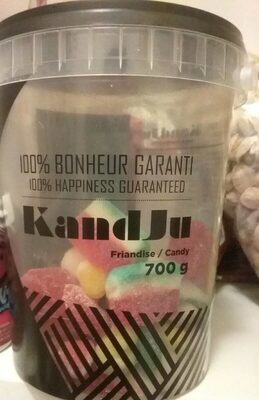 100% BONHEUR GARANTI
100% HAPPINESS GUARANTEED
KandJu
Friandise / Candy
700 g